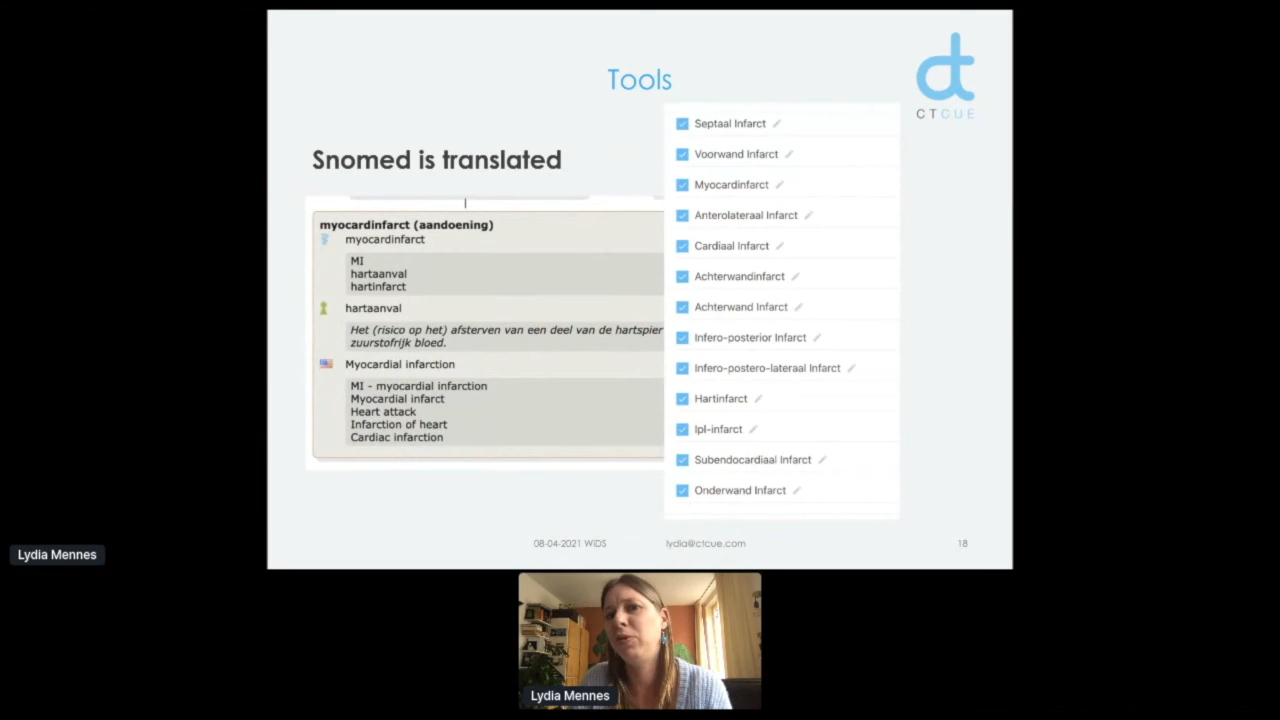 Tools
CTCUE
Snomed is translated
myocardinfarct (aandoening)
myocardinfarct
MI
hartaanval
hartinfarct
hartaanval
Het (risico op het) afsterven van een deel van de hartspier
zuurstofrijk bloed.
Myocardial infarction
MI - myocardial infarction
Myocardial infarct
Heart attack
Infarction of heart
Cardiac infarction
Septaal Infarct
Voorwand Infarct
Myocardinfarct
Anterolateraal Infarct
Cardiaal Infarct
Achterwandinfarct
Achterwand Infarct
Infero-posterior Infarct
Infero-postero-lateraal Infarct
Hartinfarct
Ipl-infarct
Subendocardiaal Infarct
Onderwand Infarct
08-04-2021 WiDS
lydia@ctcue.com
18
Lydia Mennes
Lydia Mennes